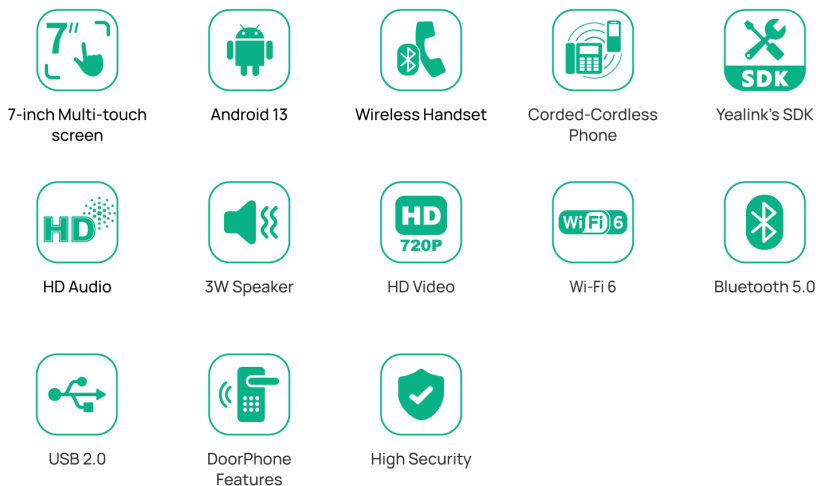 7"
7-inch Multi-touch
screen
Android 13
Wireless Handset
Corded-Cordless
Phone
SDK
Yealink's SDK
HD
HD Audio
3W Speaker
HD
720P
HD Video
Wi Fi 6
Wi-Fi 6
Bluetooth 5.0
USB 2.0
DoorPhone
Features
High Security